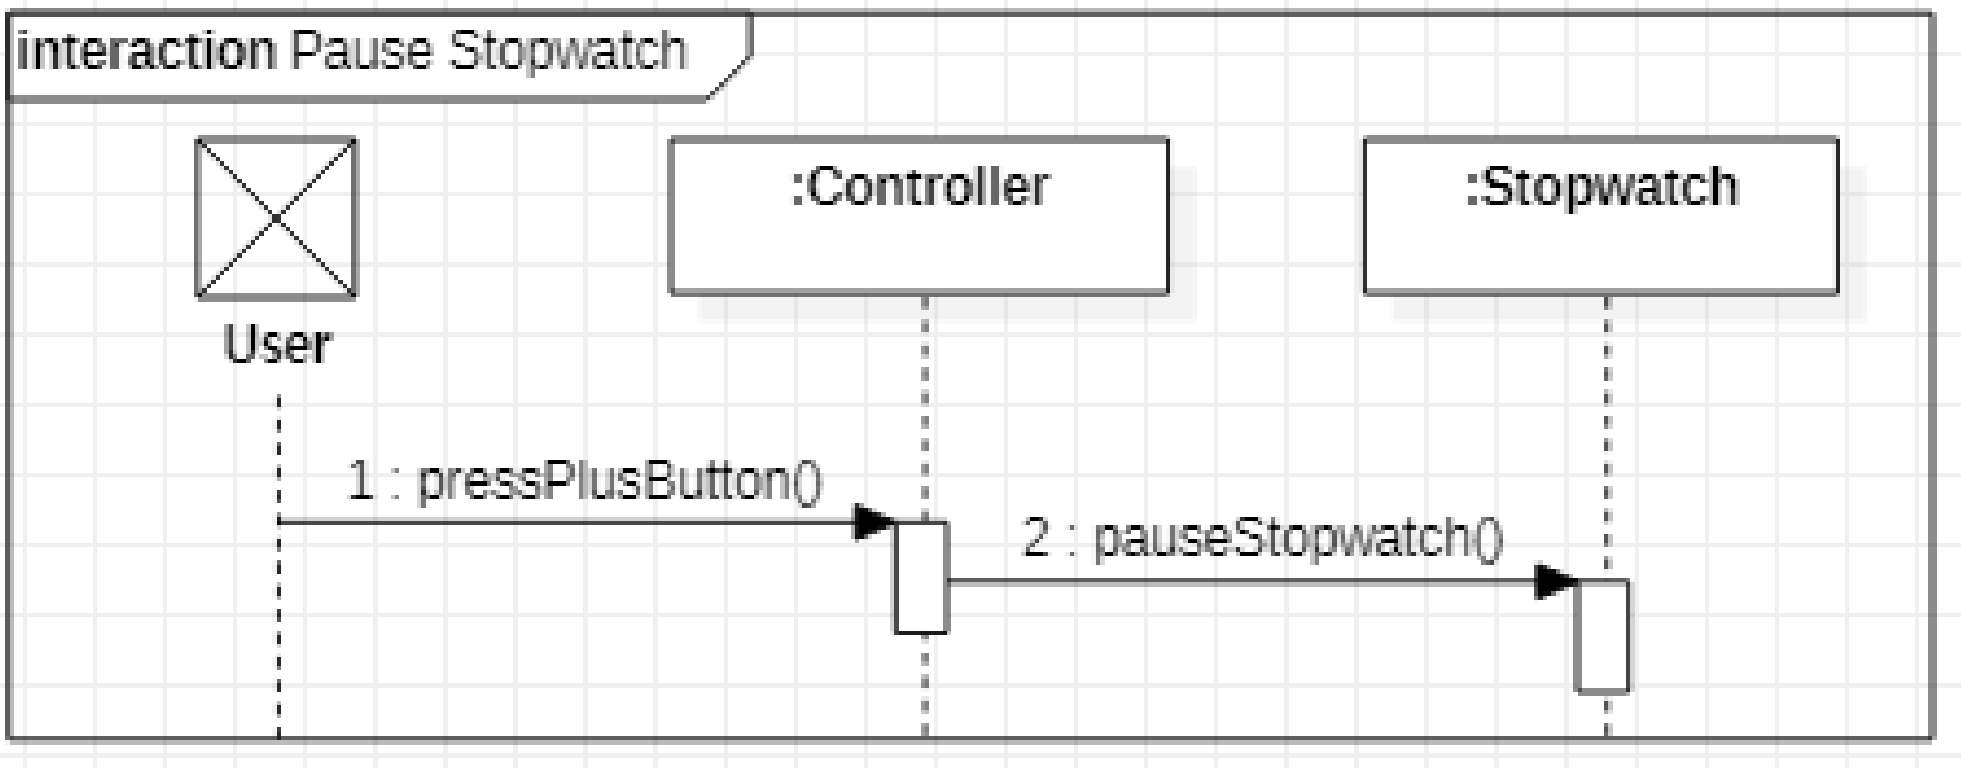 interaction Pause Stopwatch
:Controller
:Stopwatch
User
1 : pressPlusButton()
2 : pauseStopwatch()